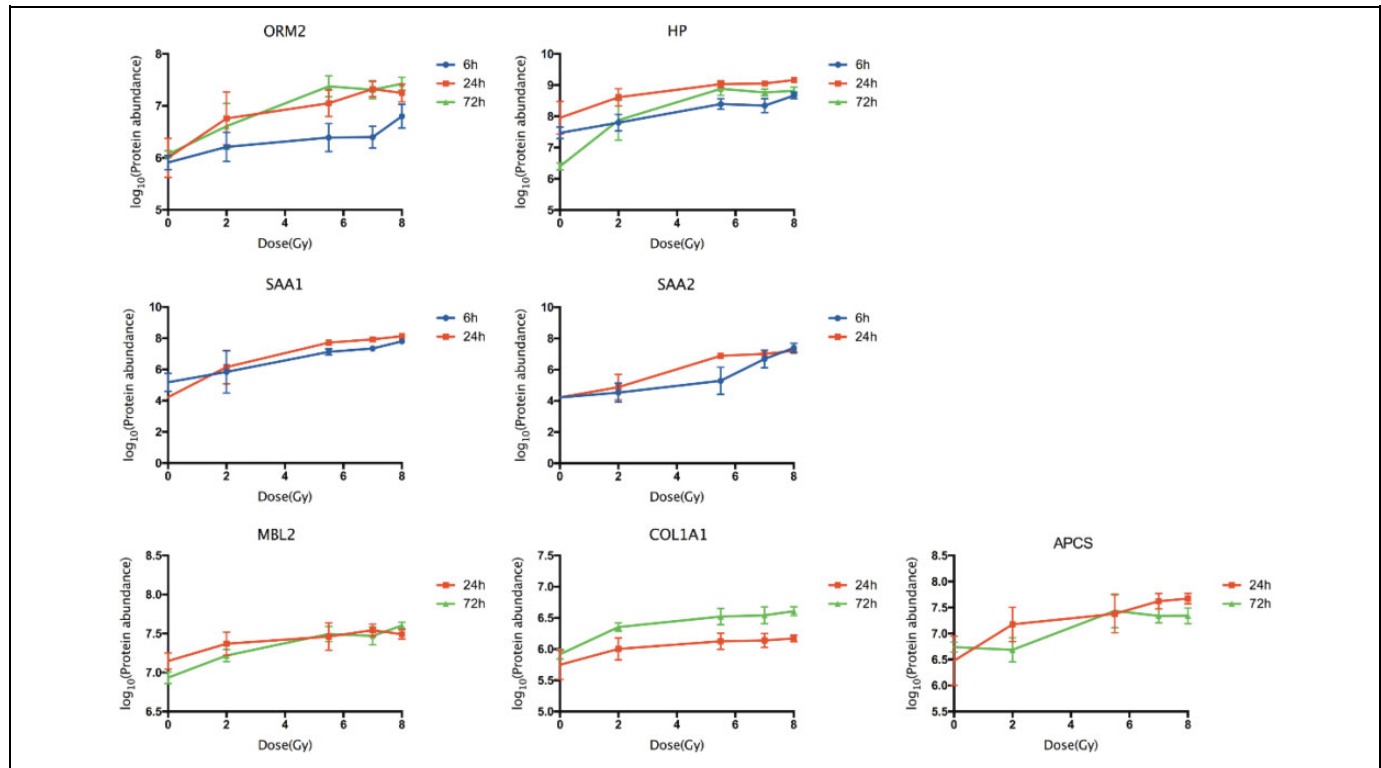 ORM2
log10(Protein abundance)
8
7
6
5
0 2 4 6 8
Dose(Gy)
6h
24h
72h
HP
log10(Protein abundance)
10
9
8
7
6
5
0 2 4 6 8
Dose(Gy)
6h
24h
72h
SAA1
log10(Protein abundance)
10
8
6
4
2
0
0 2 4 6 8
Dose(Gy)
6h
24h
SAA2
log10(Protein abundance)
10
8
6
4
2
0
0 2 4 6 8
Dose(Gy)
6h
24h
MBL2
log10(Protein abundance)
8.5
8.0
7.5
7.0
6.5
0 2 4 6 8
Dose(Gy)
24h
72h
COL1A1
log10(Protein abundance)
7.5
7.0
6.5
6.0
5.5
5.0
0 2 4 6 8
Dose(Gy)
24h
72h
APCS
log10(Protein abundance)
8.5
8.0
7.5
7.0
6.5
6.0
5.5
0 2 4 6 8
Dose(Gy)
24h
72h